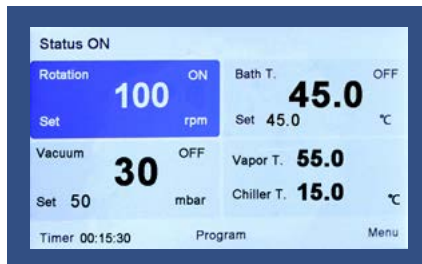 Status ON
Rotation ON
100
Set rpm
Bath T. OFF
45.0
Set 45.0 ℃
Vacuum OFF
30
Set 50 mbar
Vapor T. 55.0
Chiller T. 15.0 ℃
Timer 00:15:30 Program Menu